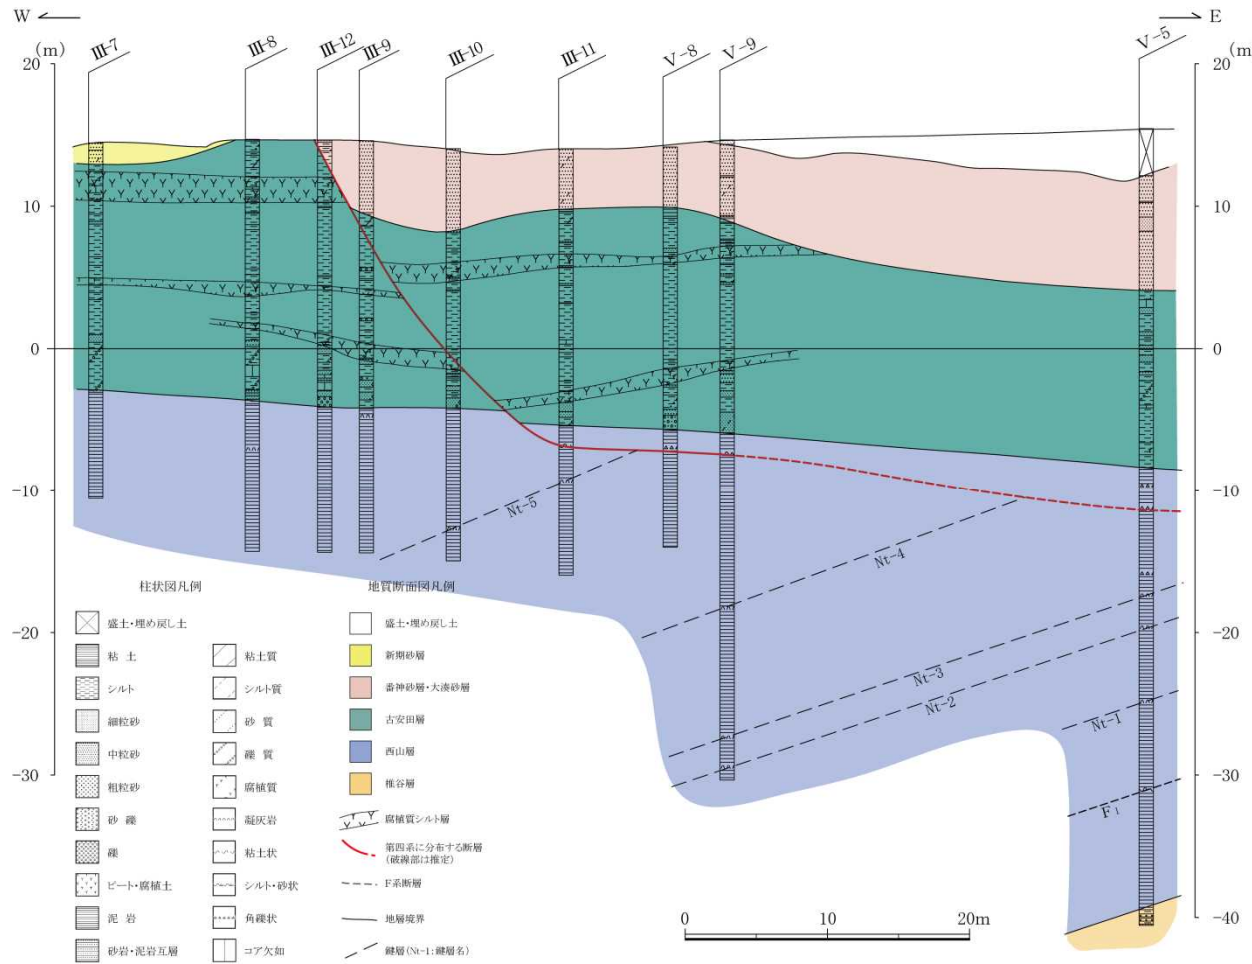 W
E
(m)
(m
Ⅲ-7
Ⅲ-8
Ⅲ-12
Ⅲ-9
Ⅲ-10
Ⅲ-11
Ⅴ-8
Ⅴ-9
Ⅴ-5
20
20
10
10
0
0
-10
-10
-20
-20
-30
-30
-40
Nt-5
Nt-4
Nt-3
Nt-2
Nt-1
F1
柱状図凡例
盛土・埋め戻し土
粘 土
シルト
細粒砂
中粒砂
粗粒砂
砂 礫
礫
ピート・腐植土
泥 岩
砂岩・泥岩互層
粘土質
シルト質
砂 質
礫 質
腐植質
凝灰岩
粘土状
シルト・砂状
角礫状
コア欠如
地質断面図凡例
盛土・埋め戻し土
新期砂層
番神砂層・大湊砂層
古安田層
西山層
椎谷層
腐植質シルト層
第四系に分布する断層
(破線部は推定)
F系断層
地層境界
鍵層(Nt-1:鍵層名)
0 10 20m